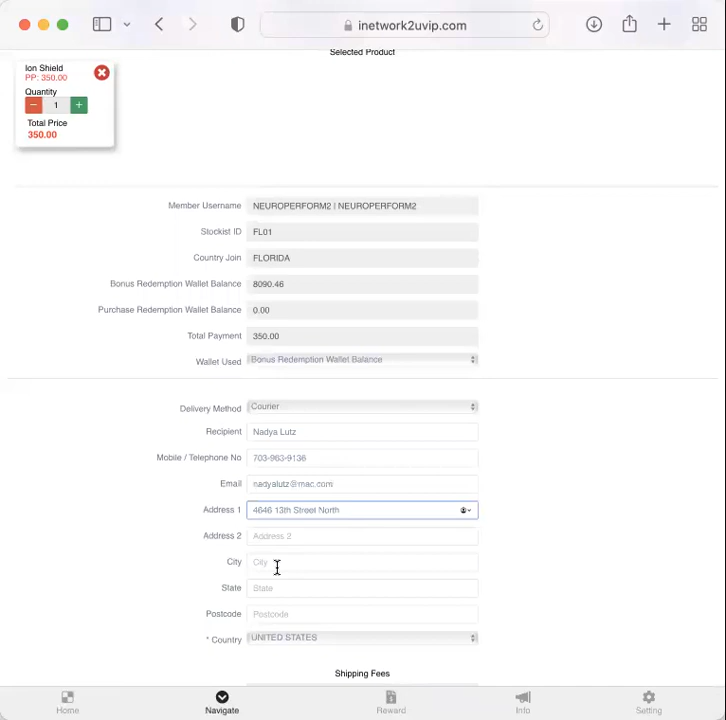 inetwork2uvip.com
Selected Product
Ion Shield
PP: 350.00
Quantity
− 1 +
Total Price
350.00
Member Username NEUROPERFORM2 | NEUROPERFORM2
Stockist ID FL01
Country Join FLORIDA
Bonus Redemption Wallet Balance 8090.46
Purchase Redemption Wallet Balance 0.00
Total Payment 350.00
Wallet Used Bonus Redemption Wallet Balance
Delivery Method Courier
Recipient Nadya Lutz
Mobile / Telephone No 703-963-9136
Email nadyalutz@mac.com
Address 1 4646 13th Street North
Address 2 Address 2
City City
State State
Postcode Postcode
* Country UNITED STATES
Shipping Fees
Home Navigate Reward Info Setting